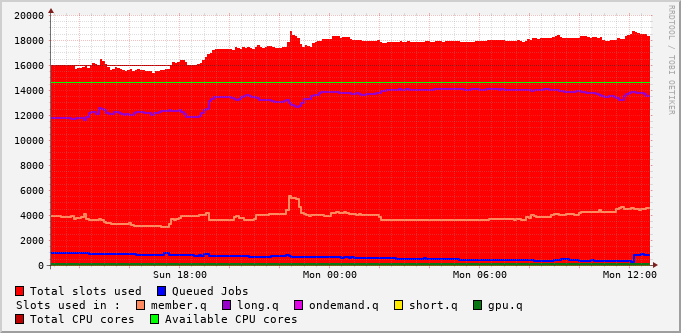 20000
18000
16000
14000
12000
10000
8000
6000
4000
2000
0
Sun 18:00 Mon 00:00 Mon 06:00 Mon 12:00
RRDTOOL / TOBI OETIKER
Total slots used Queued Jobs
Slots used in : member.q long.q ondemand.q short.q gpu.q
Total CPU cores Available CPU cores